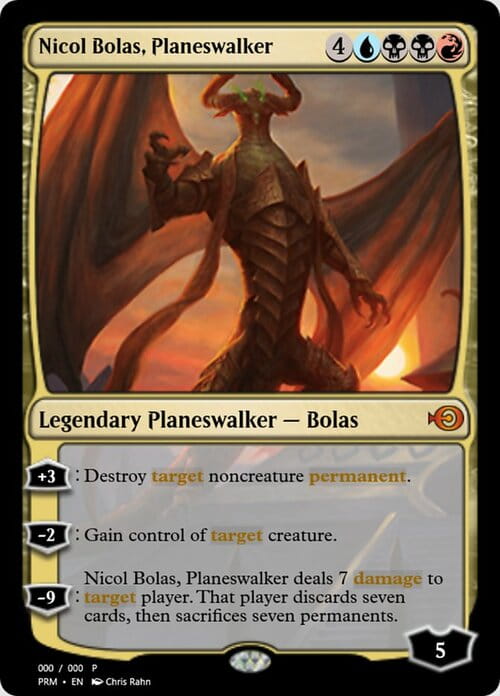 Nicol Bolas, Planeswalker 4
Legendary Planeswalker — Bolas
+3 : Destroy target noncreature permanent.
−2 : Gain control of target creature.
Nicol Bolas, Planeswalker deals 7 damage to
−9 : target player. That player discards seven
cards, then sacrifices seven permanents.
5
000 / 000 P
PRM • EN Chris Rahn